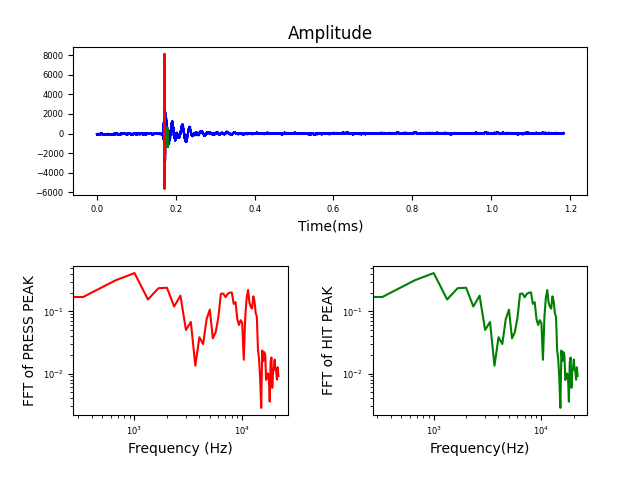 Amplitude
8000
6000
4000
2000
0
−2000
−4000
−6000
0.0 0.2 0.4 0.6 0.8 1.0 1.2
Time(ms)
FFT of PRESS PEAK
10⁻¹
10⁻²
10³ 10⁴
Frequency (Hz)
FFT of HIT PEAK
10⁻¹
10⁻²
10³ 10⁴
Frequency(Hz)